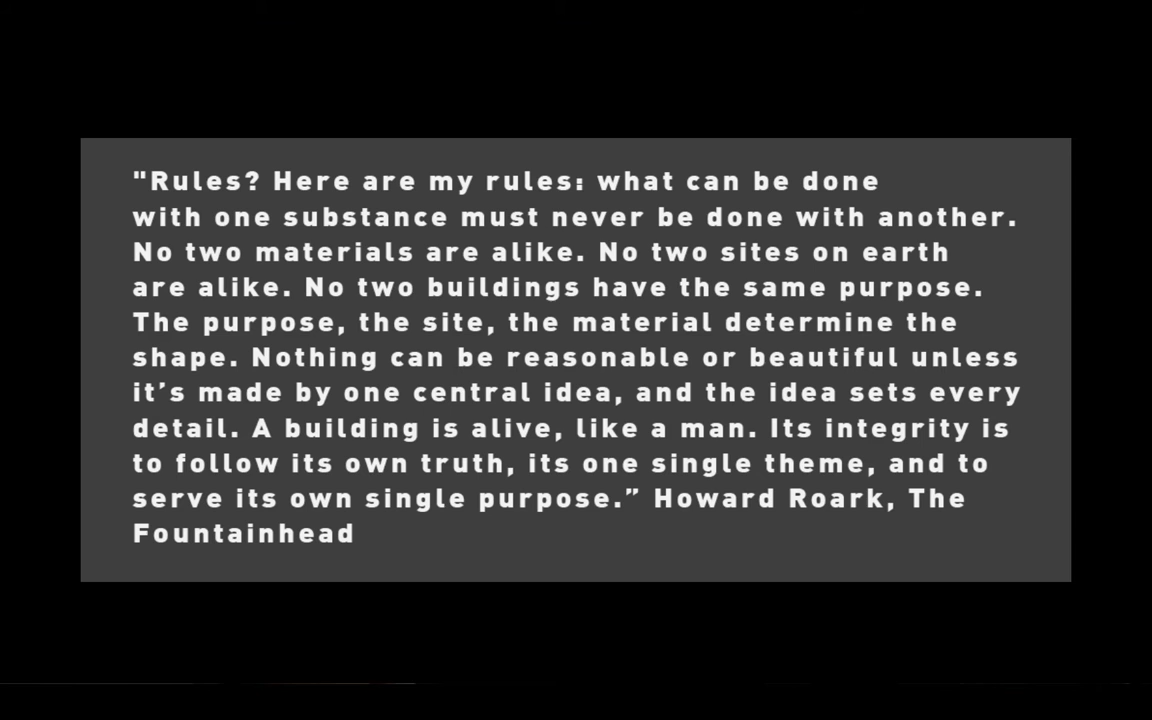 "Rules? Here are my rules: what can be done
with one substance must never be done with another.
No two materials are alike. No two sites on earth
are alike. No two buildings have the same purpose.
The purpose, the site, the material determine the
shape. Nothing can be reasonable or beautiful unless
it’s made by one central idea, and the idea sets every
detail. A building is alive, like a man. Its integrity is
to follow its own truth, its one single theme, and to
serve its own single purpose.” Howard Roark, The
Fountainhead